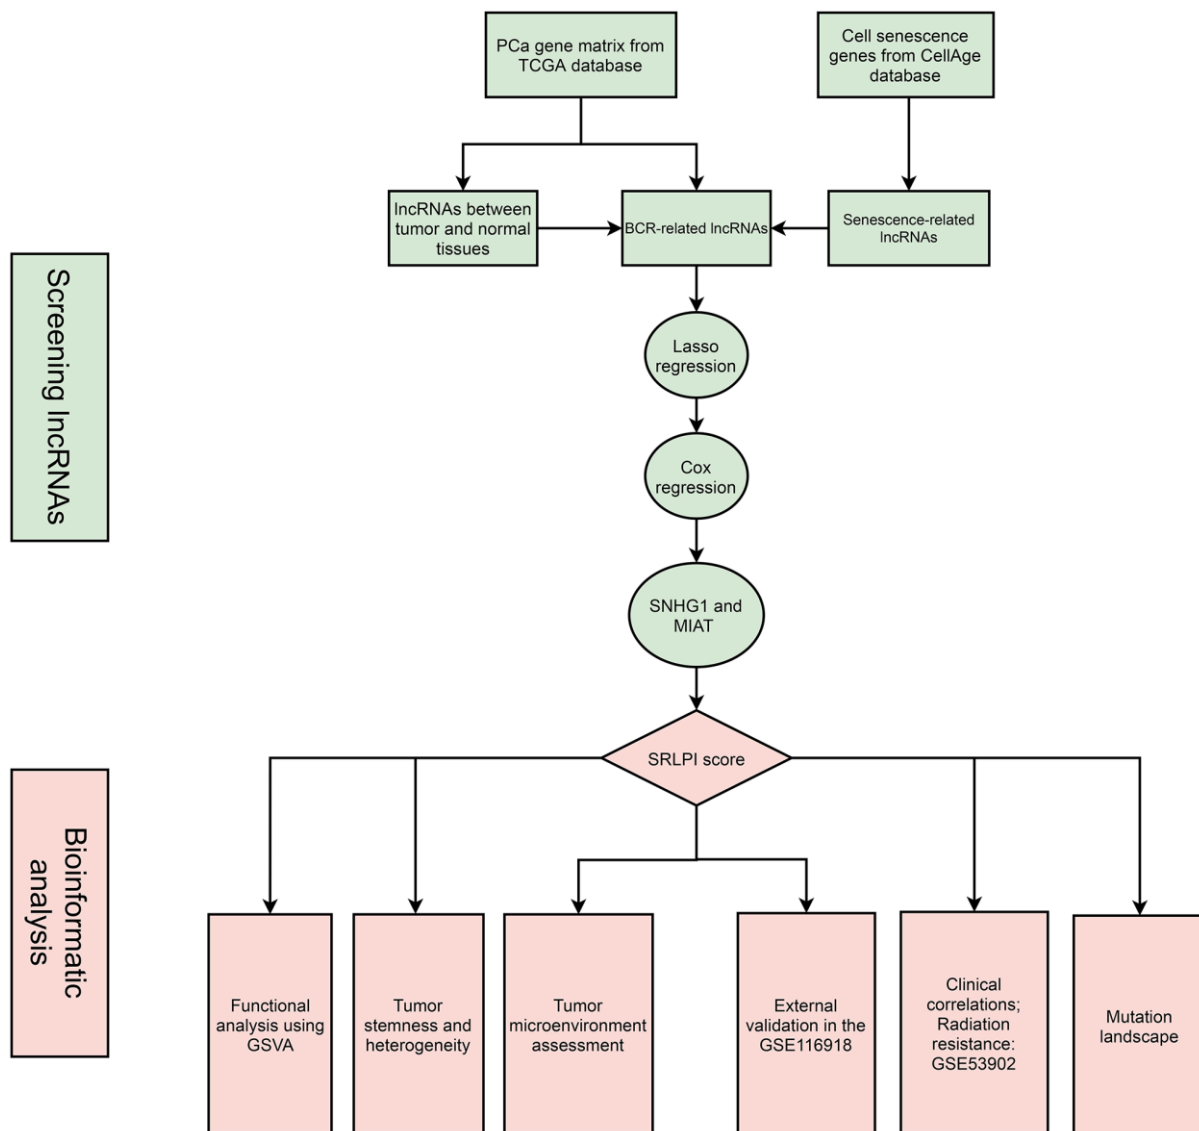 PCa gene matrix from
TCGA database
Cell senescence
genes from CellAge
database
lncRNAs between
tumor and normal
tissues
BCR-related lncRNAs
Senescence-related
lncRNAs
Screening lncRNAs
Lasso
regression
Cox
regression
SNHG1 and
MIAT
SRLPI score
Bioinformatic
analysis
Functional
analysis using
GSVA
Tumor
stemness and
heterogeneity
Tumor
microenvironment
assessment
External
validation in the
GSE116918
Clinical
correlations;
Radiation
resistance:
GSE53902
Mutation
landscape